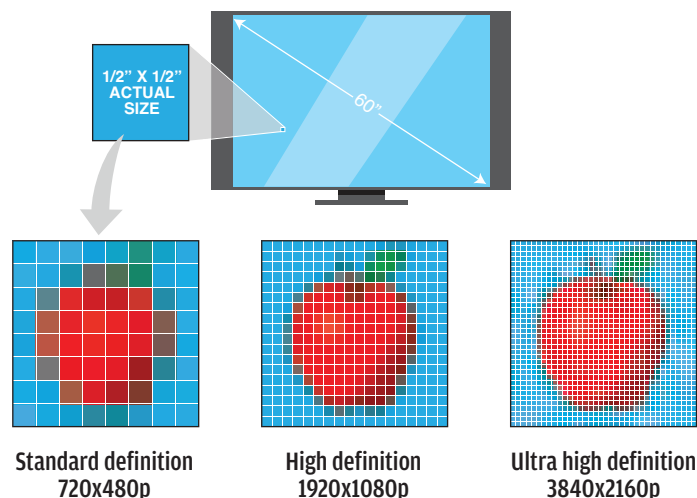 1/2” X 1/2”
ACTUAL
SIZE
60”
Standard definition
720x480p
High definition
1920x1080p
Ultra high definition
3840x2160p